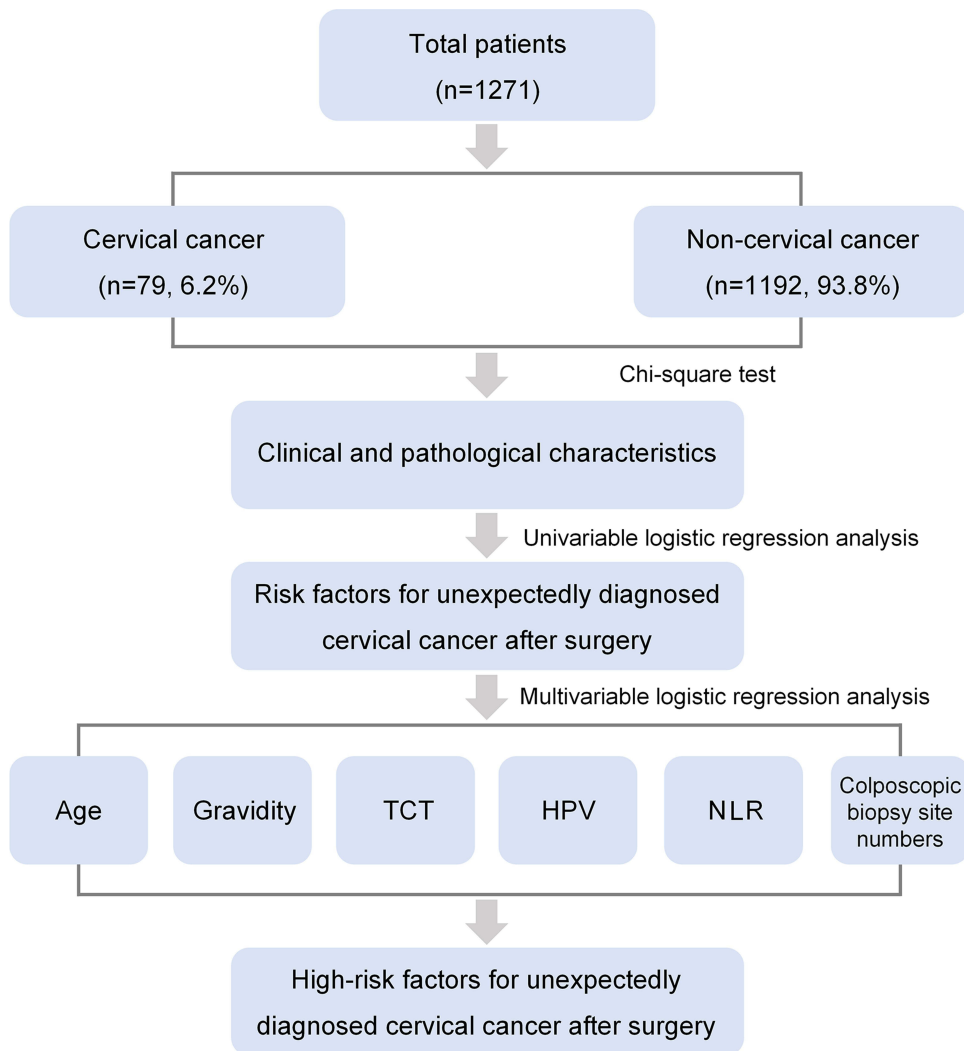 Total patients
(n=1271)
Cervical cancer
(n=79, 6.2%)
Non-cervical cancer
(n=1192, 93.8%)
Chi-square test
Clinical and pathological characteristics
Univariable logistic regression analysis
Risk factors for unexpectedly diagnosed
cervical cancer after surgery
Multivariable logistic regression analysis
Age
Gravidity
TCT
HPV
NLR
Colposcopic
biopsy site
numbers
High-risk factors for unexpectedly
diagnosed cervical cancer after surgery